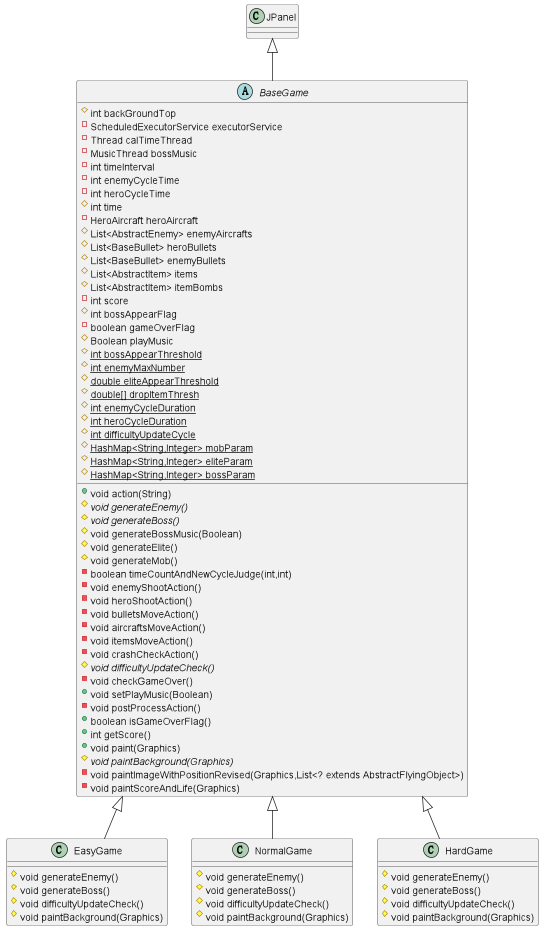 C JPanel
A BaseGame
int backGroundTop
ScheduledExecutorService executorService
Thread calTimeThread
MusicThread bossMusic
int timeInterval
int enemyCycleTime
int heroCycleTime
int time
HeroAircraft heroAircraft
List<AbstractEnemy> enemyAircrafts
List<BaseBullet> heroBullets
List<BaseBullet> enemyBullets
List<AbstractItem> items
List<AbstractItem> itemBombs
int score
int bossAppearFlag
boolean gameOverFlag
Boolean playMusic
int bossAppearThreshold
int enemyMaxNumber
double eliteAppearThreshold
double[] dropItemThresh
int enemyCycleDuration
int heroCycleDuration
int difficultyUpdateCycle
HashMap<String,Integer> mobParam
HashMap<String,Integer> eliteParam
HashMap<String,Integer> bossParam
void action(String)
void generateEnemy()
void generateBoss()
void generateBossMusic(Boolean)
void generateElite()
void generateMob()
boolean timeCountAndNewCycleJudge(int,int)
void enemyShootAction()
void heroShootAction()
void bulletsMoveAction()
void aircraftsMoveAction()
void itemsMoveAction()
void crashCheckAction()
void difficultyUpdateCheck()
void checkGameOver()
void setPlayMusic(Boolean)
void postProcessAction()
boolean isGameOverFlag()
int getScore()
void paint(Graphics)
void paintBackground(Graphics)
void paintImageWithPositionRevised(Graphics,List<? extends AbstractFlyingObject>)
void paintScoreAndLife(Graphics)
C EasyGame
void generateEnemy()
void generateBoss()
void difficultyUpdateCheck()
void paintBackground(Graphics)
C NormalGame
void generateEnemy()
void generateBoss()
void difficultyUpdateCheck()
void paintBackground(Graphics)
C HardGame
void generateEnemy()
void generateBoss()
void difficultyUpdateCheck()
void paintBackground(Graphics)